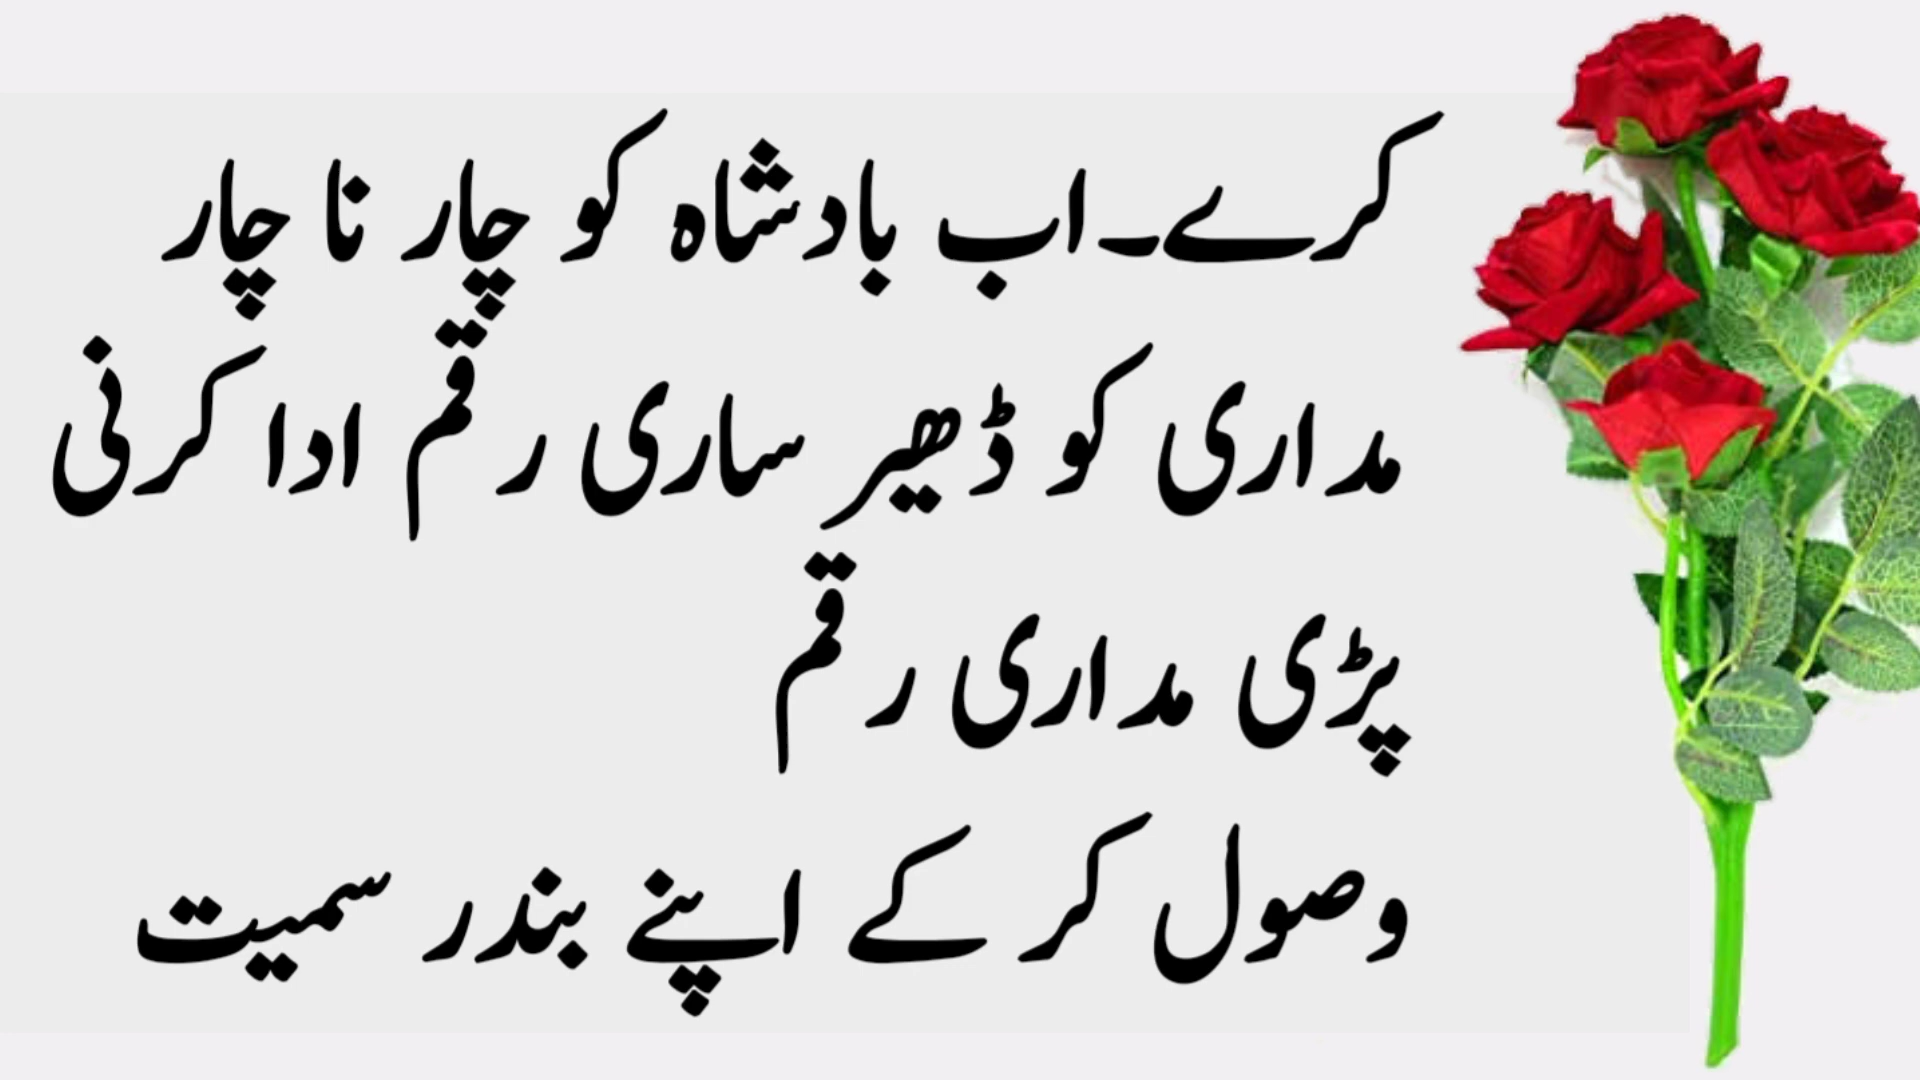 کرے۔اب بادشاہ کو چار نا چار
مداری کو ڈھیر ساری رقم ادا کرنی
پڑی مداری رقم
وصول کر کے اپنے بندر سمیت